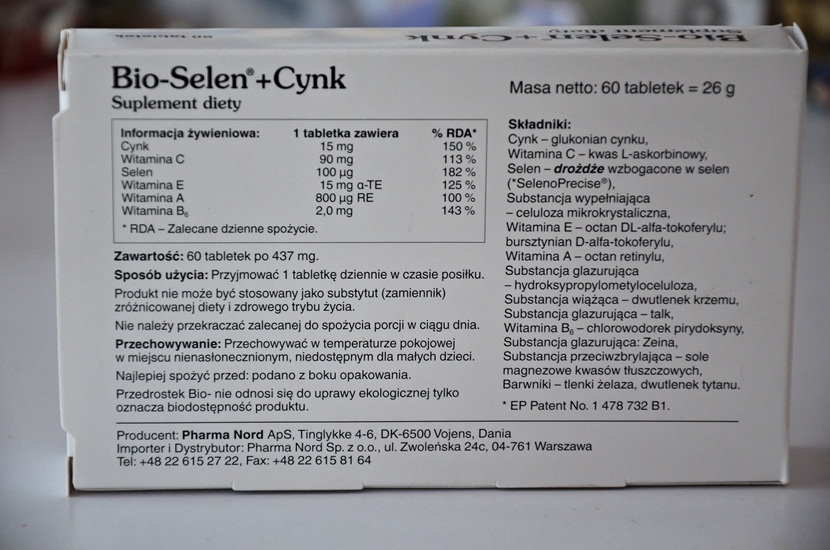 60 tabletek
Bio-Selen®+Cynk
Suplement diety
Bio-Selen®+Cynk
Suplement diety
Masa netto: 60 tabletek = 26 g
Informacja żywieniowa: 1 tabletka zawiera % RDA*
Cynk 15 mg 150 %
Witamina C 90 mg 113 %
Selen 100 µg 182 %
Witamina E 15 mg α-TE 125 %
Witamina A 800 µg RE 100 %
Witamina B₆ 2,0 mg 143 %
* RDA – Zalecane dzienne spożycie.
Zawartość: 60 tabletek po 437 mg.
Sposób użycia: Przyjmować 1 tabletkę dziennie w czasie posiłku.
Produkt nie może być stosowany jako substytut (zamiennik)
zróżnicowanej diety i zdrowego trybu życia.
Nie należy przekraczać zalecanej do spożycia porcji w ciągu dnia.
Przechowywanie: Przechowywać w temperaturze pokojowej
w miejscu nienasłonecznionym, niedostępnym dla małych dzieci.
Najlepiej spożyć przed: podano z boku opakowania.
Przedrostek Bio- nie odnosi się do uprawy ekologicznej tylko
oznacza biodostępność produktu.
Składniki:
Cynk – glukonian cynku,
Witamina C – kwas L-askorbinowy,
Selen – drożdże wzbogacone w selen
(*SelenoPrecise®),
Substancja wypełniająca
– celuloza mikrokrystaliczna,
Witamina E – octan DL-alfa-tokoferylu;
bursztynian D-alfa-tokoferylu,
Witamina A – octan retinylu,
Substancja glazurująca
– hydroksypropylometyloceluloza,
Substancja wiążąca – dwutlenek krzemu,
Substancja glazurująca – talk,
Witamina B₆ – chlorowodorek pirydoksyny,
Substancja glazurująca: Zeina,
Substancja przeciwzbrylająca – sole
magnezowe kwasów tłuszczowych,
Barwniki – tlenki żelaza, dwutlenek tytanu.
* EP Patent No. 1 478 732 B1.
Producent: Pharma Nord ApS, Tinglykke 4-6, DK-6500 Vojens, Dania
Importer i Dystrybutor: Pharma Nord Sp. z o.o., ul. Zwoleńska 24c, 04-761 Warszawa
Tel: +48 22 615 27 22, Fax: +48 22 615 81 64